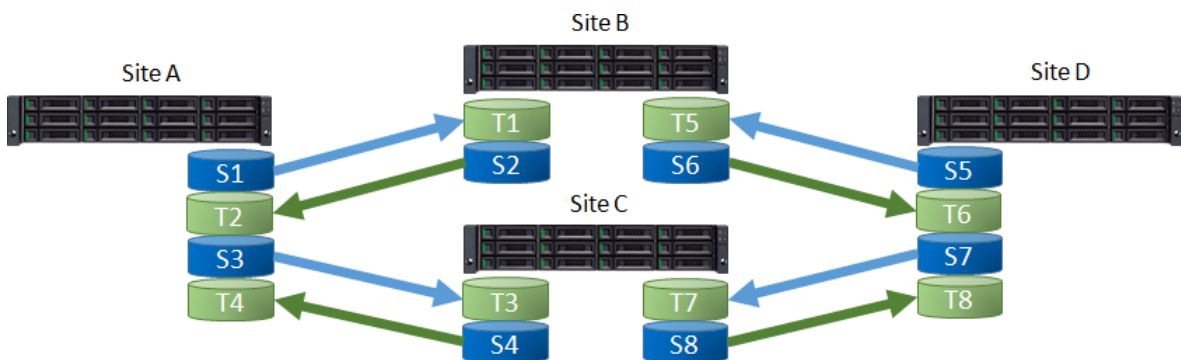 Site B
Site A
Site D
T1
T5
S1
S2
S6
S5
T2
Site C
T6
S3
S7
T4
T3
T7
T8
S4
S8